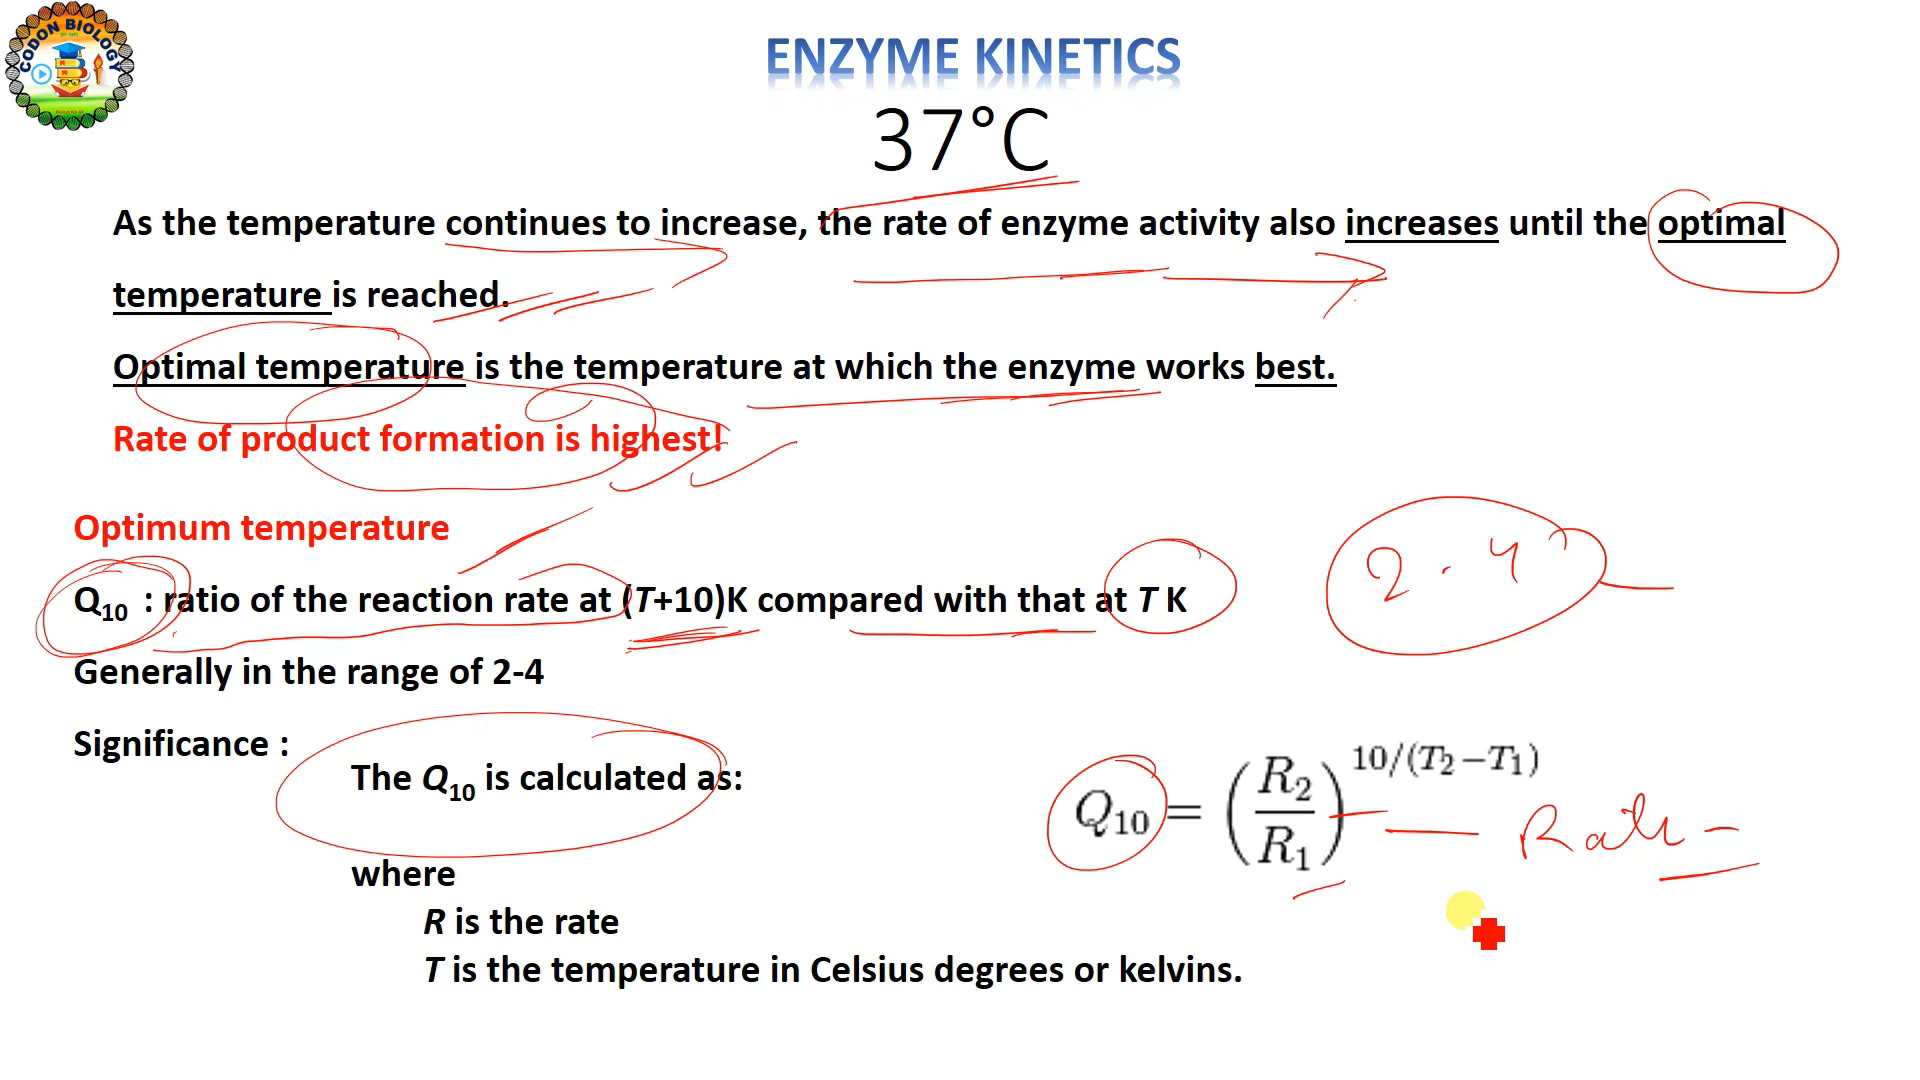 CODON BIOLOGY
ENZYME KINETICS
37°C
As the temperature continues to increase, the rate of enzyme activity also increases until the optimal
temperature is reached.
Optimal temperature is the temperature at which the enzyme works best.
Rate of product formation is highest!
Optimum temperature
2 - 4
Q10 : ratio of the reaction rate at (T+10)K compared with that at T K
Generally in the range of 2-4
Significance :
The Q10 is calculated as:
Q10 = (R2/R1)^10/(T2−T1)
where
R is the rate
T is the temperature in Celsius degrees or kelvins.